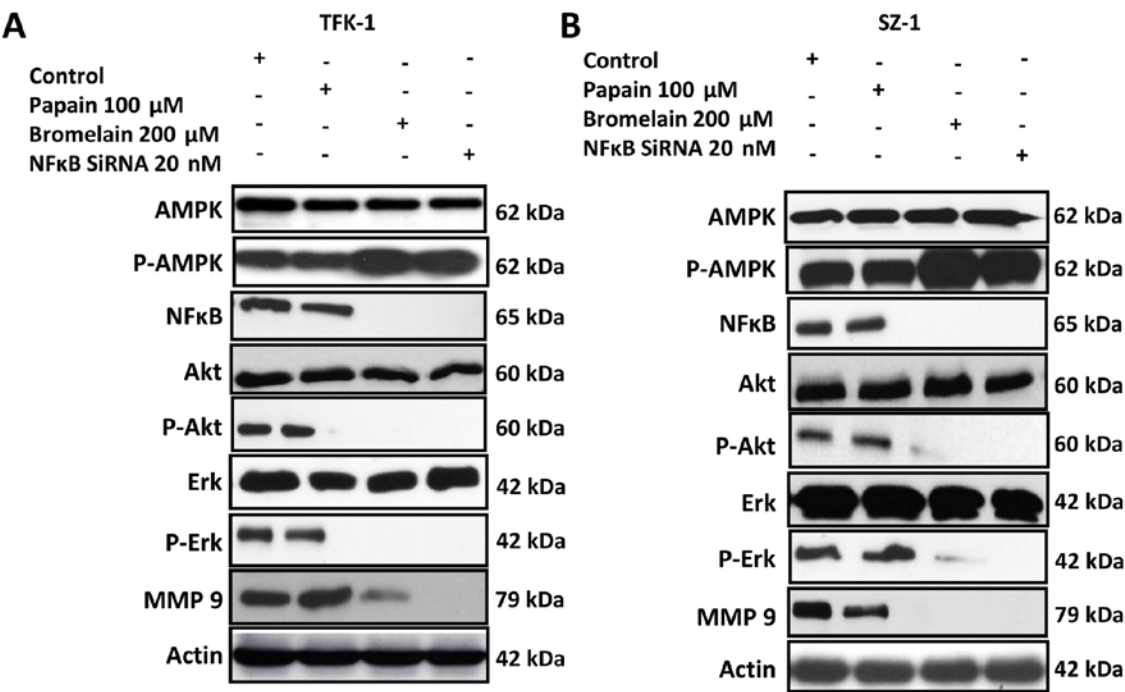 A
TFK-1
Control + - - -
Papain 100 μM - + - -
Bromelain 200 μM - - + -
NFκB SiRNA 20 nM - - - +
AMPK 62 kDa
P-AMPK 62 kDa
NFκB 65 kDa
Akt 60 kDa
P-Akt 60 kDa
Erk 42 kDa
P-Erk 42 kDa
MMP 9 79 kDa
Actin 42 kDa
B
SZ-1
Control + - - -
Papain 100 μM - + - -
Bromelain 200 μM - - + -
NFκB SiRNA 20 nM - - - +
AMPK 62 kDa
P-AMPK 62 kDa
NFκB 65 kDa
Akt 60 kDa
P-Akt 60 kDa
Erk 42 kDa
P-Erk 42 kDa
MMP 9 79 kDa
Actin 42 kDa